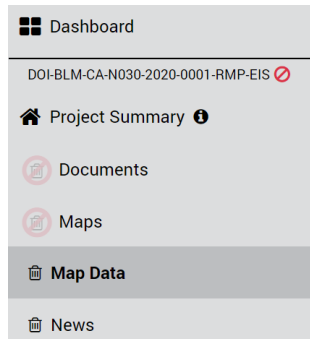 Dashboard
DOI-BLM-CA-N030-2020-0001-RMP-EIS
Project Summary
Documents
Maps
Map Data
News